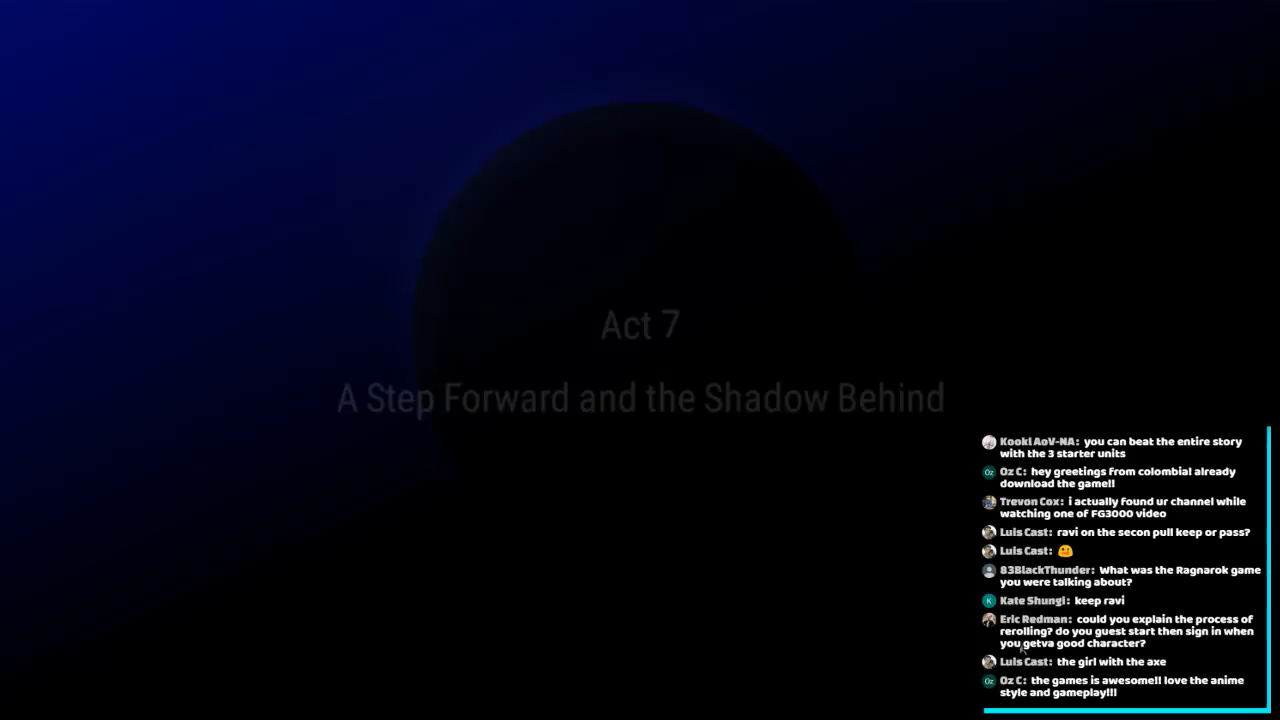 Act 7
A Step Forward and the Shadow Behind
Kookl AoV-NA: you can beat the entire story
with the 3 starter units
Oz C: hey greetings from colombial already
download the game!!
Trevon Cox: i actually found ur channel while
watching one of FG3000 video
Luis Cast: ravi on the secon pull keep or pass?
Luis Cast:
83BlackThunder: What was the Ragnarok game
you were talking about?
K
Kate Shungi: keep ravi
Eric Redman: could you explain the process of
rerolling? do you guest start then sign in when
you getva good character?
Luis Cast: the girl with the axe
Oz C: the games is awesome!! love the anime
style and gameplay!!!